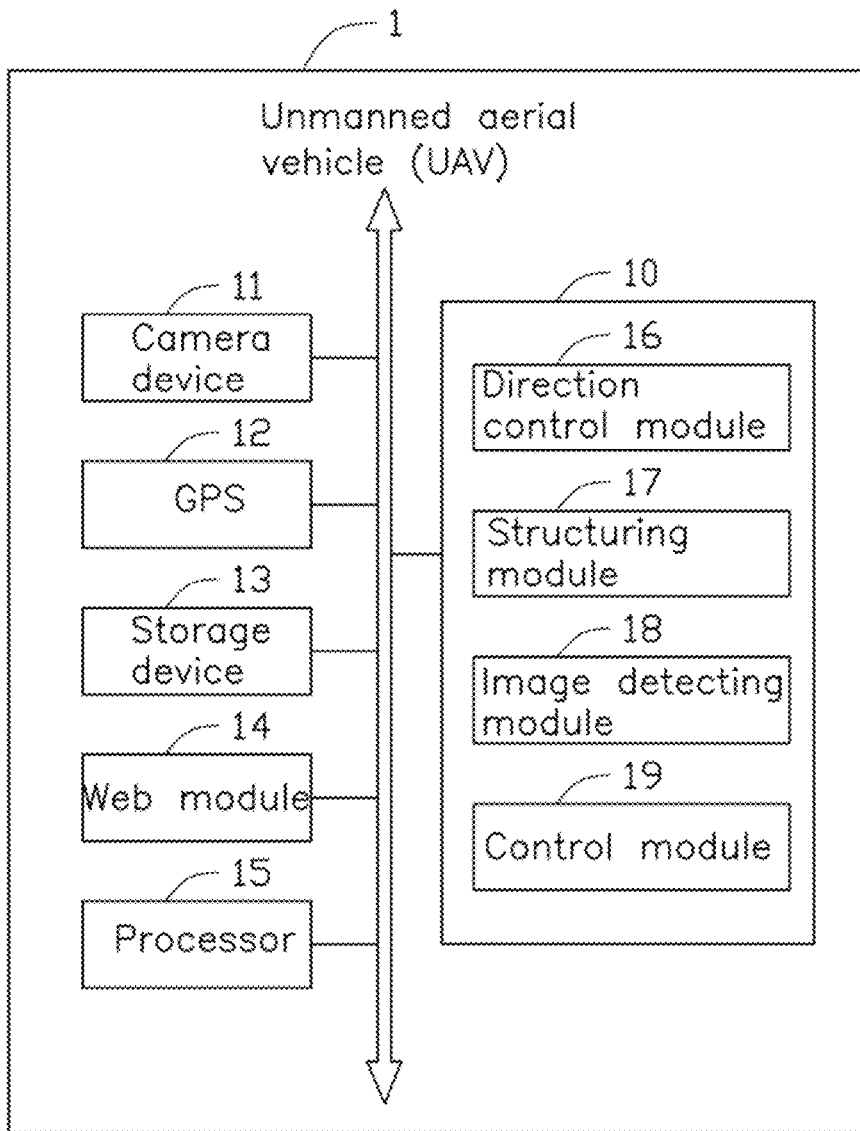 1
Unmanned aerial
vehicle (UAV)
11
Camera
device
12
GPS
13
Storage
device
14
Web module
15
Processor
10
16
Direction
control module
17
Structuring
module
18
Image detecting
module
19
Control module